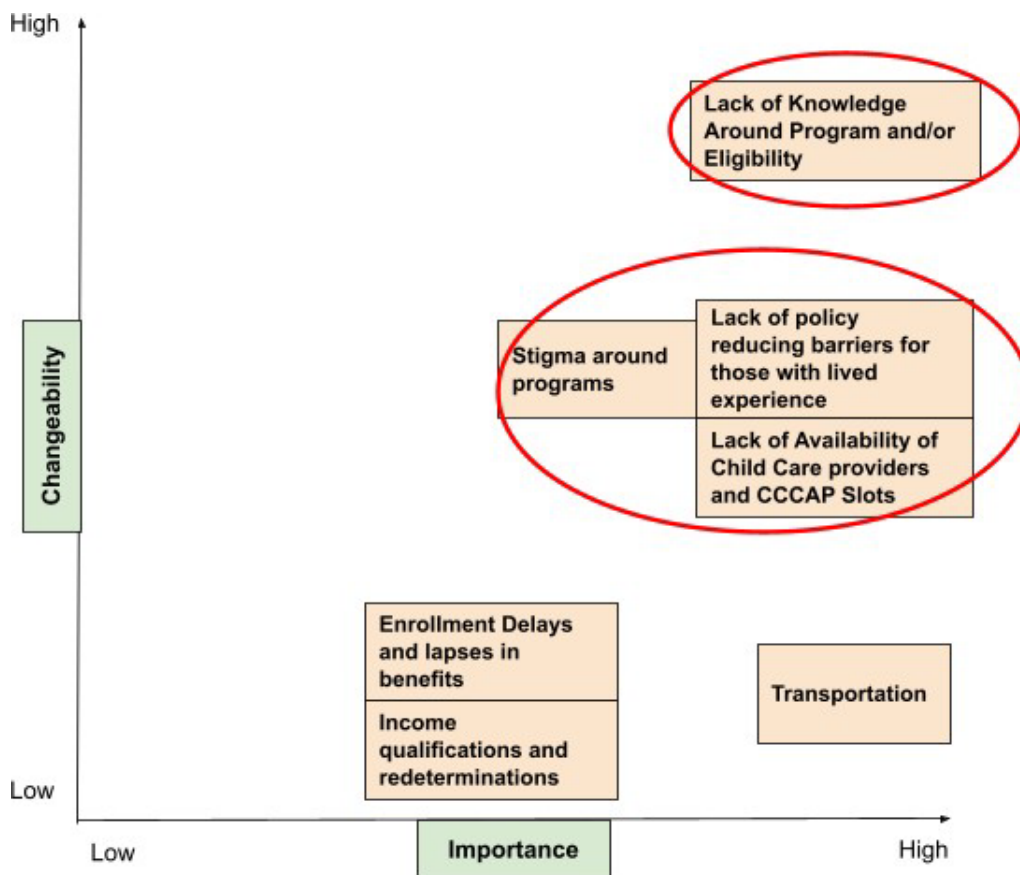 High
Lack of Knowledge
Around Program and/or
Eligibility
Changeability
Stigma around
programs
Lack of policy
reducing barriers for
those with lived
experience
Lack of Availability of
Child Care providers
and CCCAP Slots
Enrollment Delays
and lapses in
benefits
Income
qualifications and
redeterminations
Transportation
Low
Low
Importance
High